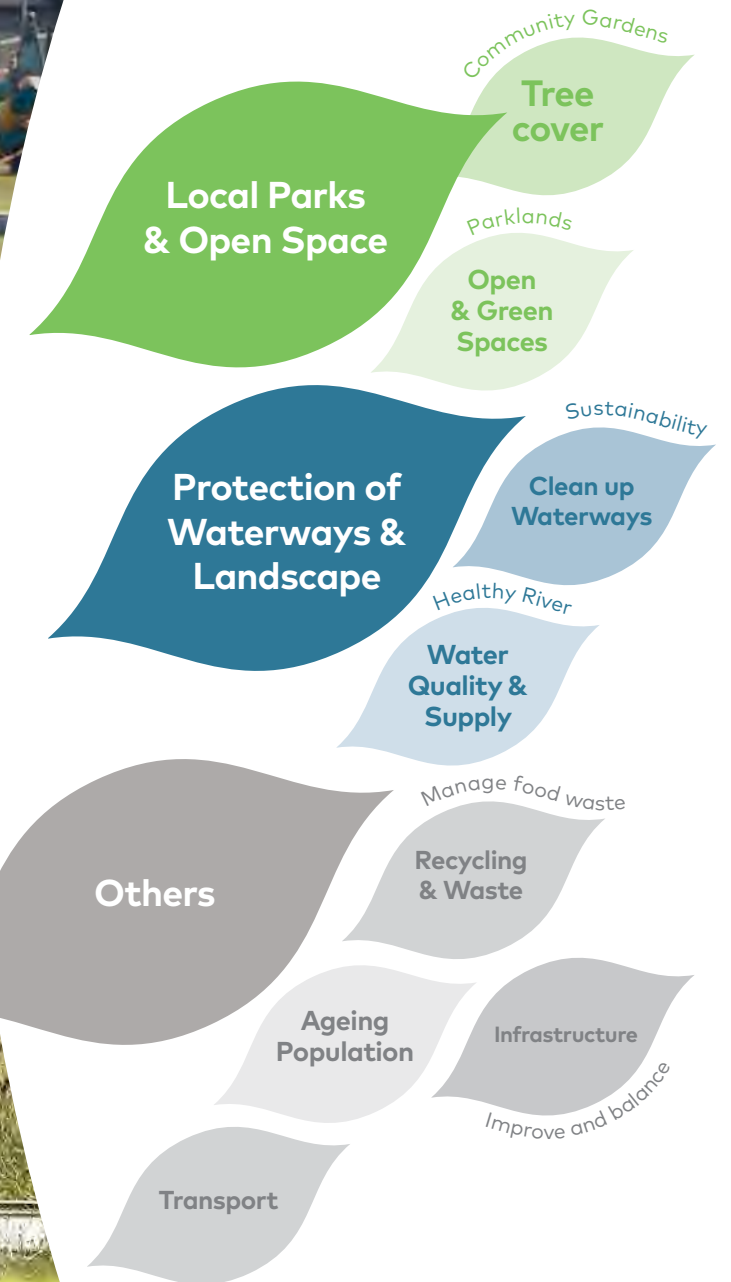 Community Gardens
Tree
cover
Local Parks
& Open Space
Parklands
Open
& Green
Spaces
Sustainability
Clean up
Waterways
Protection of
Waterways &
Landscape
Healthy River
Water
Quality &
Supply
Manage food waste
Recycling
& Waste
Others
Ageing
Population
Infrastructure
Improve and balance
Transport